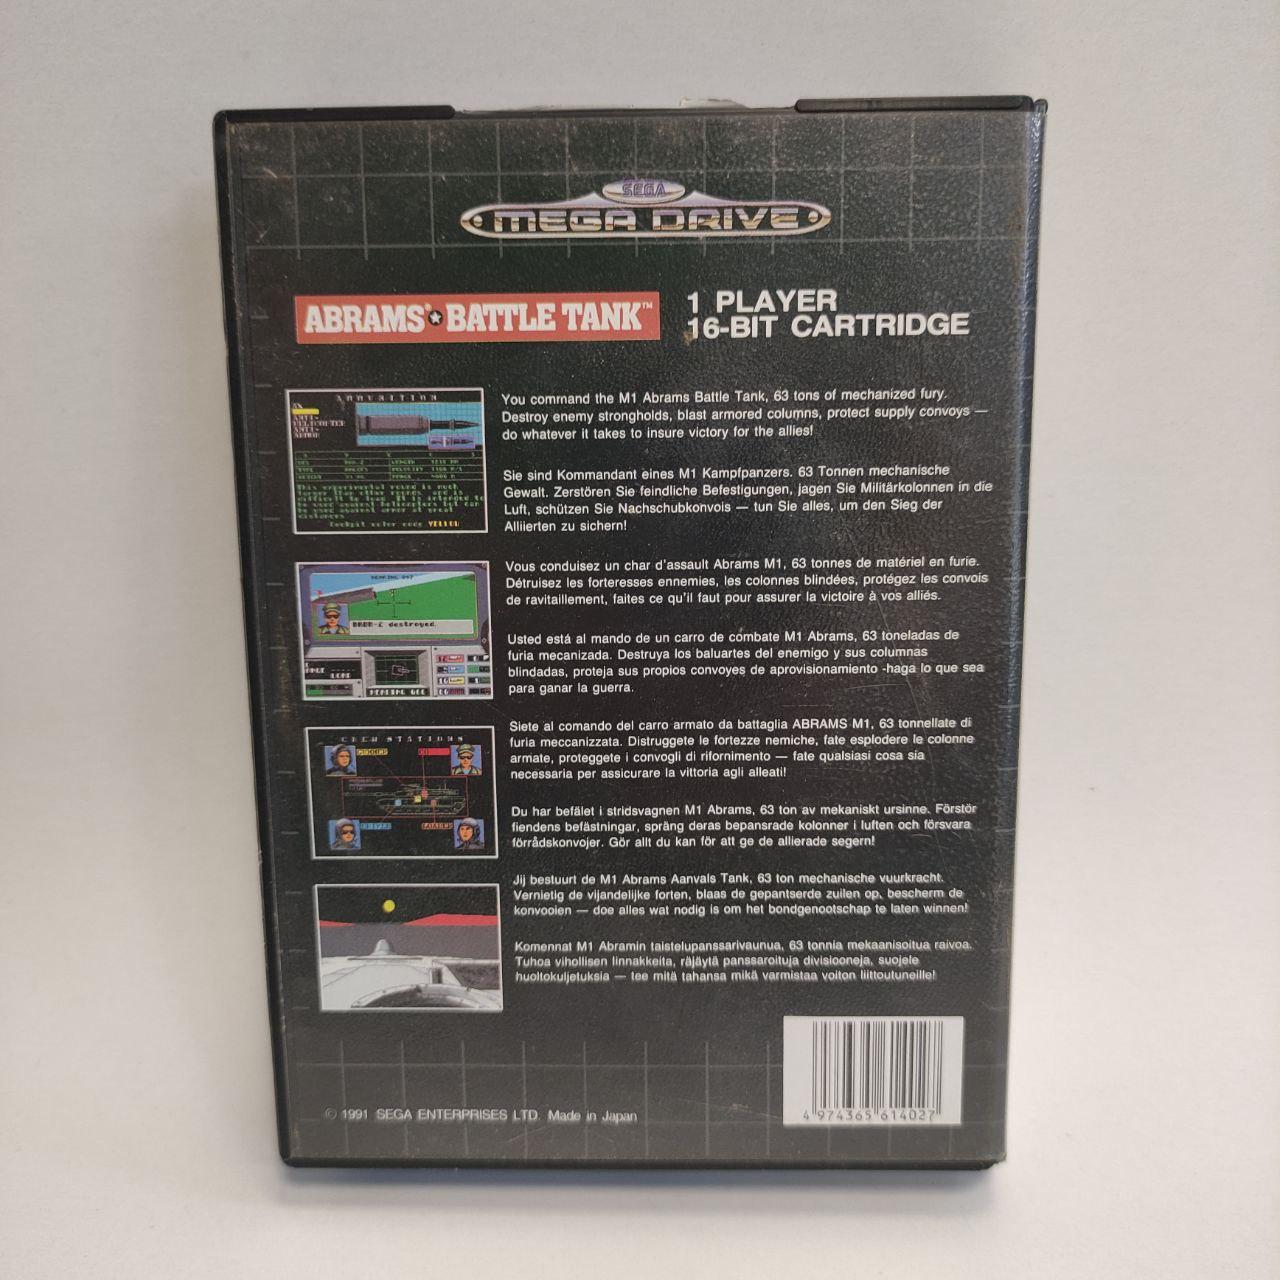 SEGA
MEGA DRIVE
ABRAMS® BATTLE TANK™
1 PLAYER
16-BIT CARTRIDGE
AMMUNITION
You command the M1 Abrams Battle Tank, 63 tons of mechanized fury.
Destroy enemy strongholds, blast armored columns, protect supply convoys —
do whatever it takes to insure victory for the allies!
Sie sind Kommandant eines M1 Kampfpanzers. 63 Tonnen mechanische
Gewalt. Zerstören Sie feindliche Befestigungen, jagen Sie Militärkolonnen in die
Luft, schützen Sie Nachschubkonvois — tun Sie alles, um den Sieg der
Alliierten zu sichern!
Cockpit color code YELLOW
Vous conduisez un char d'assault Abrams M1, 63 tonnes de matériel en furie.
Détruisez les forteresses ennemies, les colonnes blindées, protégez les convois
de ravitaillement, faites ce qu'il faut pour assurer la victoire à vos alliés.
destroyed.
Usted está al mando de un carro de combate M1 Abrams, 63 toneladas de
furia mecanizada. Destruya los baluartes del enemigo y sus columnas
blindadas, proteja sus propios convoyes de aprovisionamiento -haga lo que sea
para ganar la guerra.
Siete al comando del carro armato da battaglia ABRAMS M1, 63 tonnellate di
furia meccanizzata. Distruggete le fortezze nemiche, fate esplodere le colonne
armate, proteggete i convogli di rifornimento — fate qualsiasi cosa sia
necessaria per assicurare la vittoria agli alleati!
CREW STATIONS
GUNNER
DRIVER
LOADER
Du har befälet i stridsvagnen M1 Abrams, 63 ton av mekaniskt ursinne. Förstör
fiendens befästningar, spräng deras bepansrade kolonner i luften och försvara
förrådskonvojer. Gör allt du kan för att ge de allierade segern!
Jij bestuurt de M1 Abrams Aanvals Tank, 63 ton mechanische vuurkracht.
Vernietig de vijandelijke forten, blaas de gepantserde zuilen op, bescherm de
konvooien — doe alles wat nodig is om het bondgenootschap te laten winnen!
Komennat M1 Abramin taistelupanssarivaunua, 63 tonnia mekaanisoitua raivoa.
Tuhoa vihollisen linnakkeita, räjäytä panssaroituja divisiooneja, suojele
huoltokuljetuksia — tee mitä tahansa mikä varmistaa voiton liittoutuneille!
© 1991 SEGA ENTERPRISES LTD. Made in Japan
4 974365 614027